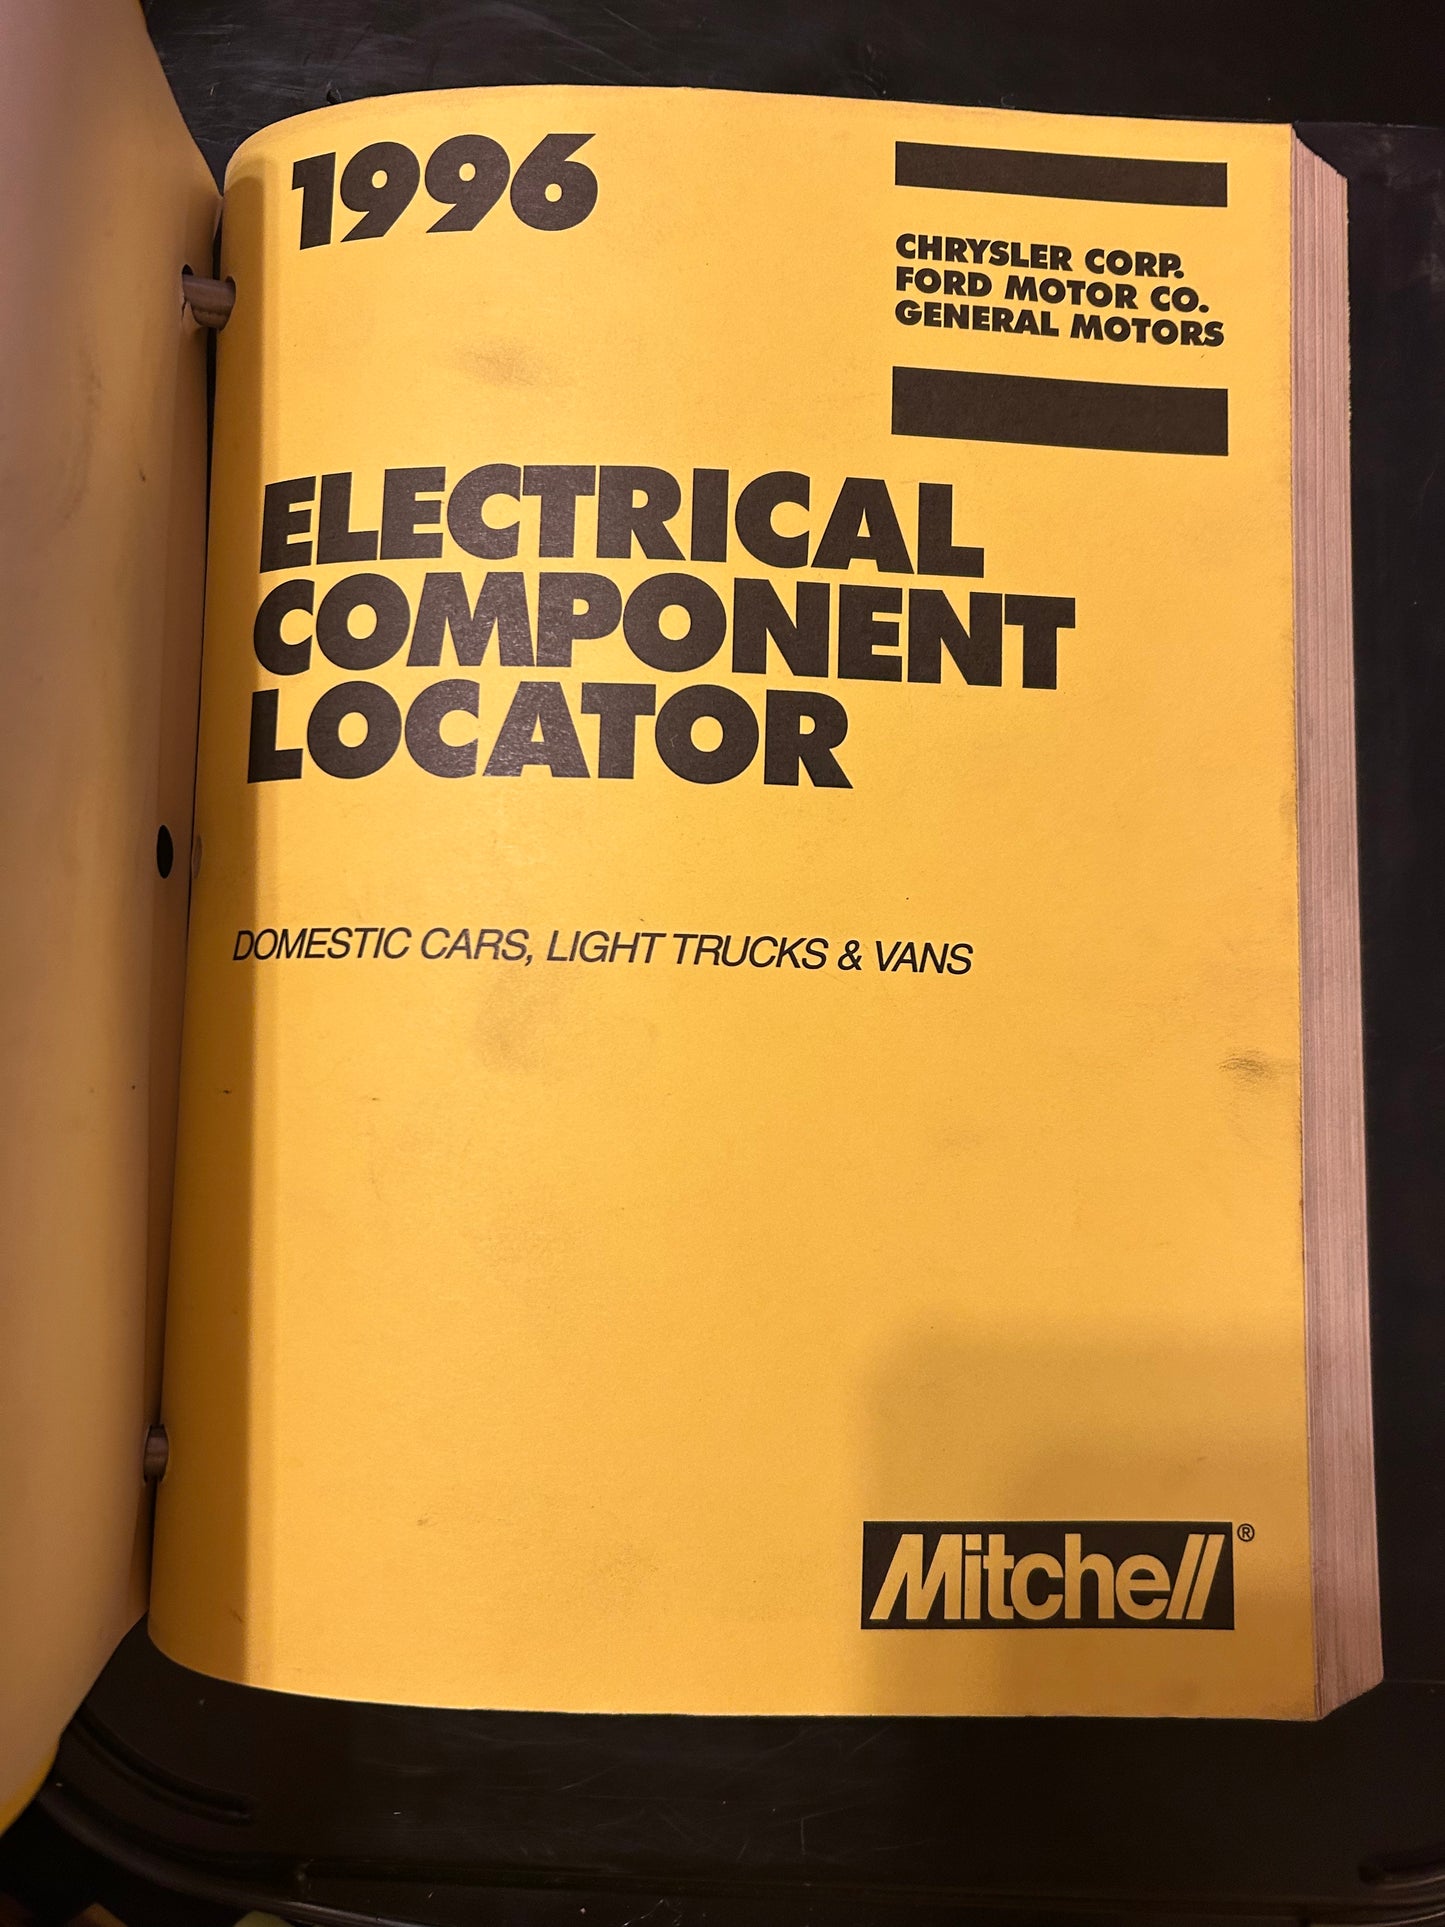 1996
CHRYSLER CORP.
FORD MOTOR CO.
GENERAL MOTORS
ELECTRICAL
COMPONENT
LOCATOR
DOMESTIC CARS, LIGHT TRUCKS & VANS
Mitchell®